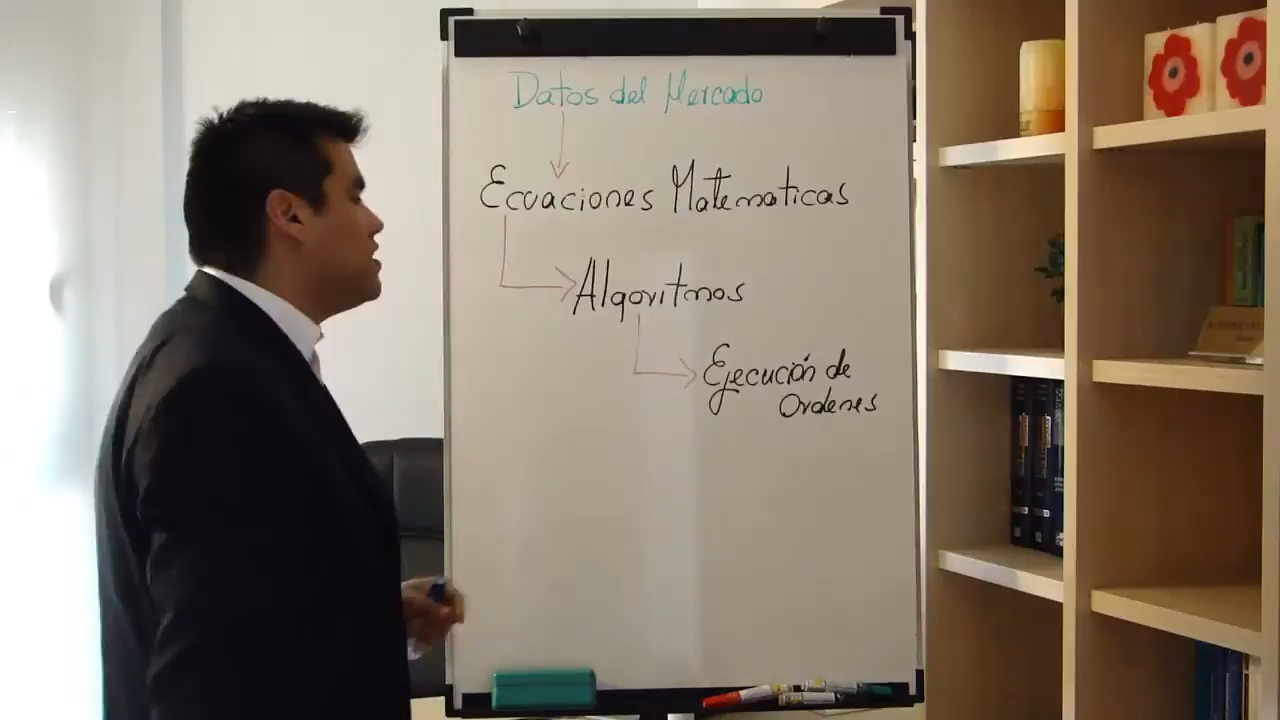 Datos del Mercado
Ecuaciones Matematicas
Algoritmos
Ejecución de
Ordenes